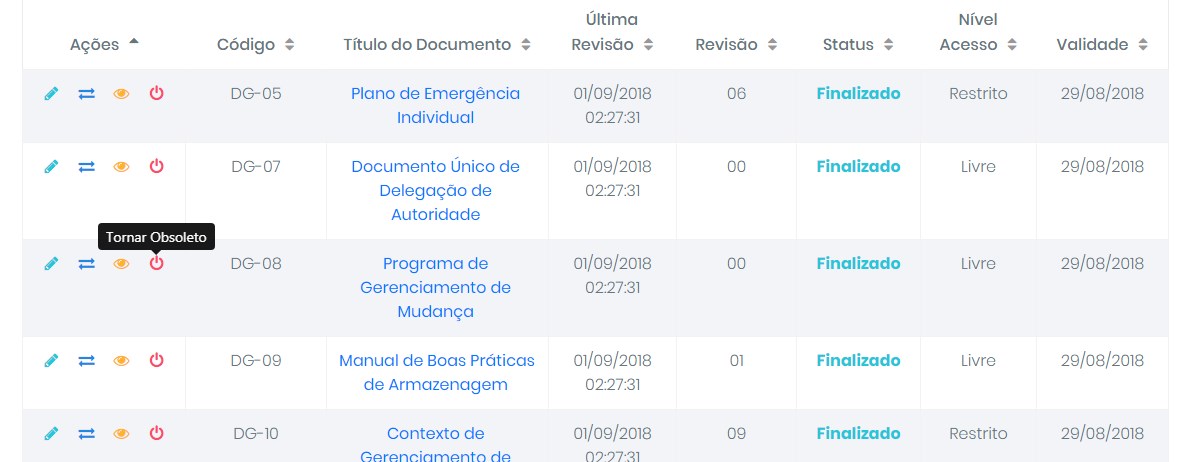 Ações Código Título do Documento Última Revisão Revisão Status Nível Acesso Validade
DG-05 Plano de Emergência 01/09/2018 06 Finalizado Restrito 29/08/2018
Individual 02:27:31
DG-07 Documento Único de 01/09/2018 00 Finalizado Livre 29/08/2018
Delegação de 02:27:31
Autoridade
Tornar Obsoleto
DG-08 Programa de 01/09/2018 00 Finalizado Livre 29/08/2018
Gerenciamento de 02:27:31
Mudança
DG-09 Manual de Boas Práticas 01/09/2018 01 Finalizado Livre 29/08/2018
de Armazenagem 02:27:31
DG-10 Contexto de 01/09/2018 09 Finalizado Restrito 29/08/2018
Gerenciamento de 02:27:31